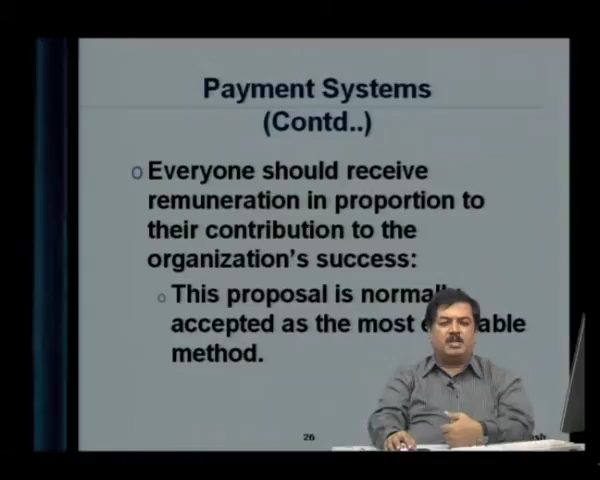 Payment Systems
(Contd..)
Everyone should receive
remuneration in proportion to
their contribution to the
organization's success:
This proposal is
accepted as the most
method.
26